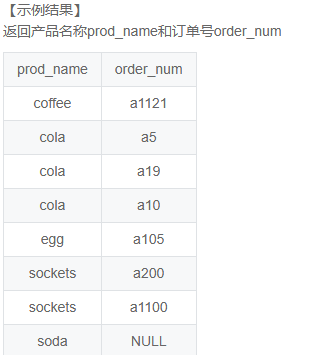 【示例结果】
返回产品名称prod_name和订单号order_num
prod_name order_num
coffee a1121
cola a5
cola a19
cola a10
egg a105
sockets a200
sockets a1100
soda NULL